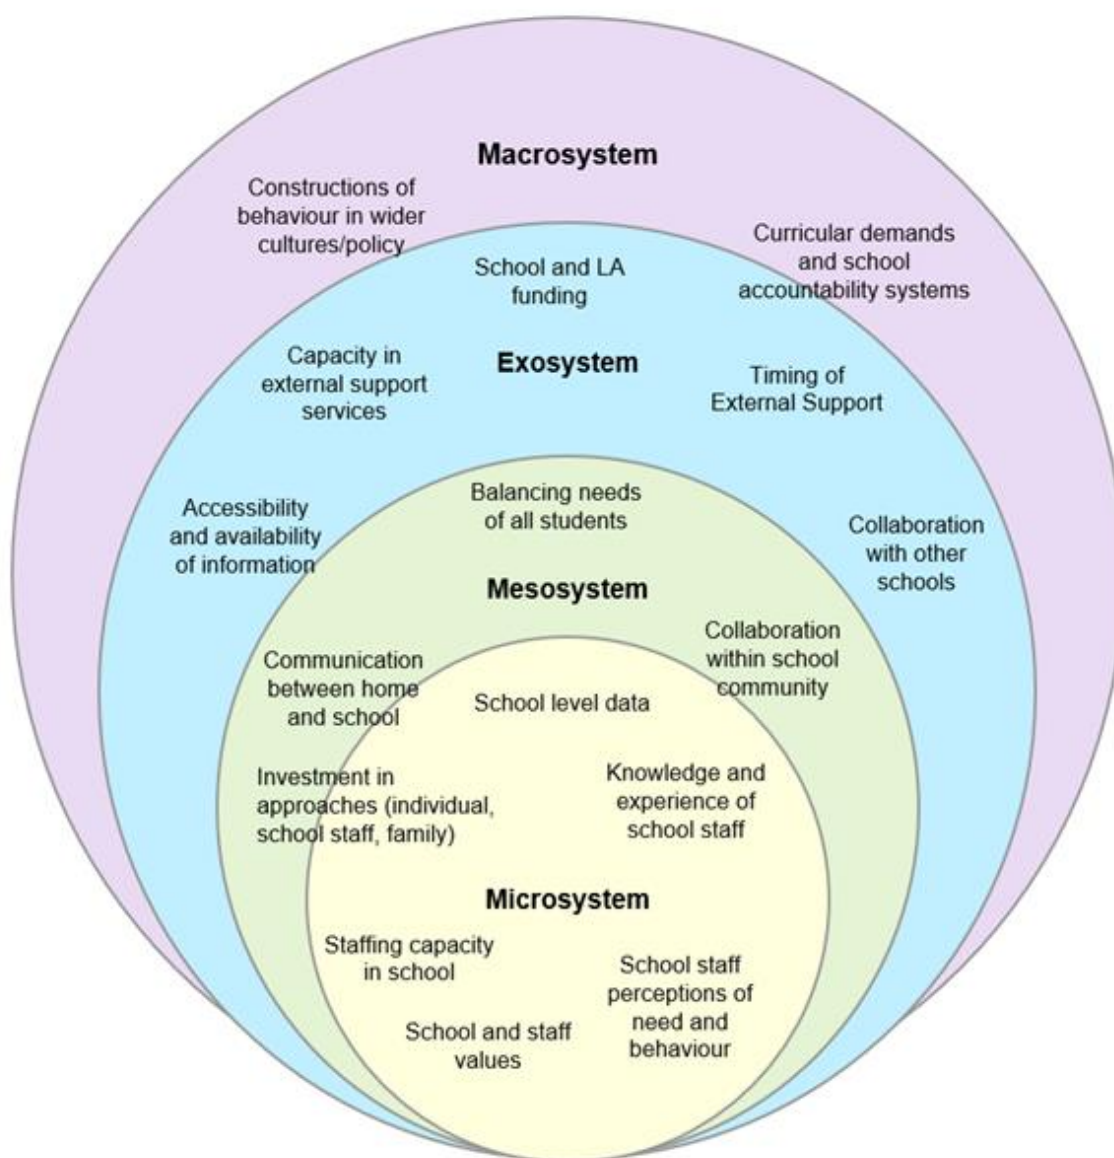 Macrosystem
Constructions of
behaviour in wider
cultures/policy
Curricular demands
and school
accountability systems
School and LA
funding
Exosystem
Capacity in
external support
services
Timing of
External Support
Accessibility
and availability
of information
Collaboration
with other
schools
Balancing needs
of all students
Mesosystem
Communication
between home
and school
Collaboration
within school
community
School level data
Investment in
approaches (individual,
school staff, family)
Knowledge and
experience of
school staff
Microsystem
Staffing capacity
in school
School staff
perceptions of
need and
behaviour
School and staff
values